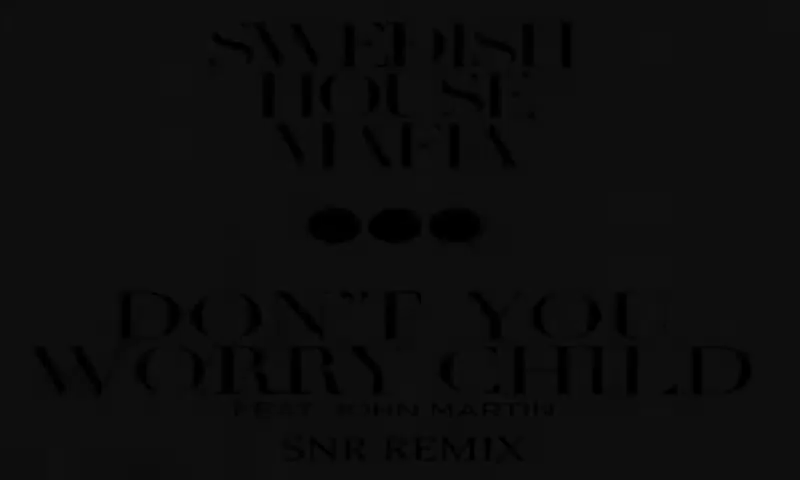 SWEDISH
HOUSE
MAFIA
DON'T YOU
WORRY CHILD
FEAT. JOHN MARTIN
SNR REMIX